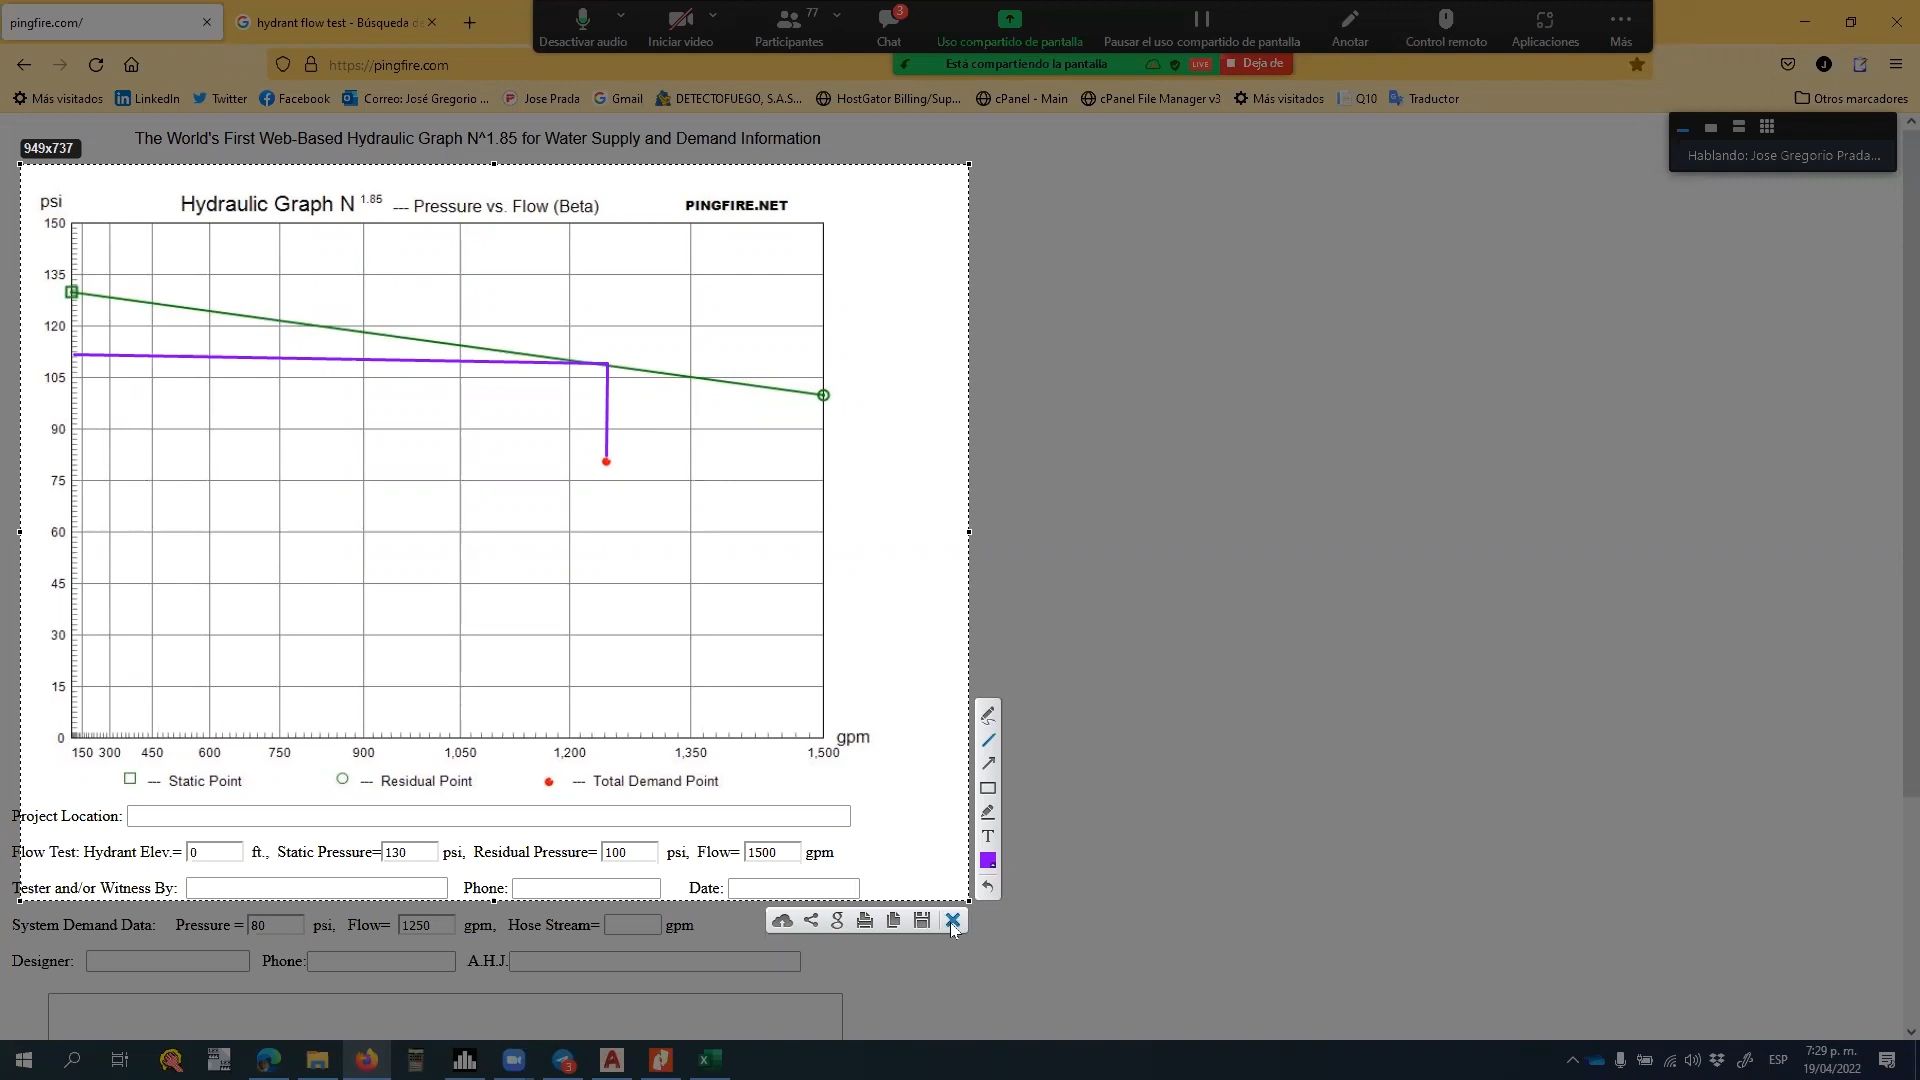 pingfire.com/
hydrant flow test - Búsqueda d
77
3
Desactivar audio
Iniciar video
Participantes
Chat
Uso compartido de pantalla
Pausar el uso compartido de pantalla
Anotar
Control remoto
Aplicaciones
Más
https://pingfire.com
Está compartiendo la pantalla
LIVE
Deja de
J
Más visitados
LinkedIn
Twitter
Facebook
Correo: José Gregorio ...
Jose Prada
Gmail
DETECTOFUEGO, S.A.S...
HostGator Billing/Sup...
cPanel - Main
cPanel File Manager v3
Más visitados
Q10
Traductor
Otros marcadores
The World's First Web-Based Hydraulic Graph N^1.85 for Water Supply and Demand Information
949x737
Hablando: Jose Gregorio Prada...
psi
Hydraulic Graph N 1.85 --- Pressure vs. Flow (Beta)
PINGFIRE.NET
150
135
120
105
90
75
60
45
30
15
0
150 300 450 600 750 900 1,050 1,200 1,350 1,500
gpm
--- Static Point
--- Residual Point
--- Total Demand Point
Project Location:
Flow Test: Hydrant Elev.= 0 ft., Static Pressure= 130 psi, Residual Pressure= 100 psi, Flow= 1500 gpm
Tester and/or Witness By: Phone: Date:
System Demand Data: Pressure = 80 psi, Flow= 1250 gpm, Hose Stream= gpm
Designer: Phone: A.H.J.
T
g
3
A
ESP
7:29 p. m.
19/04/2022